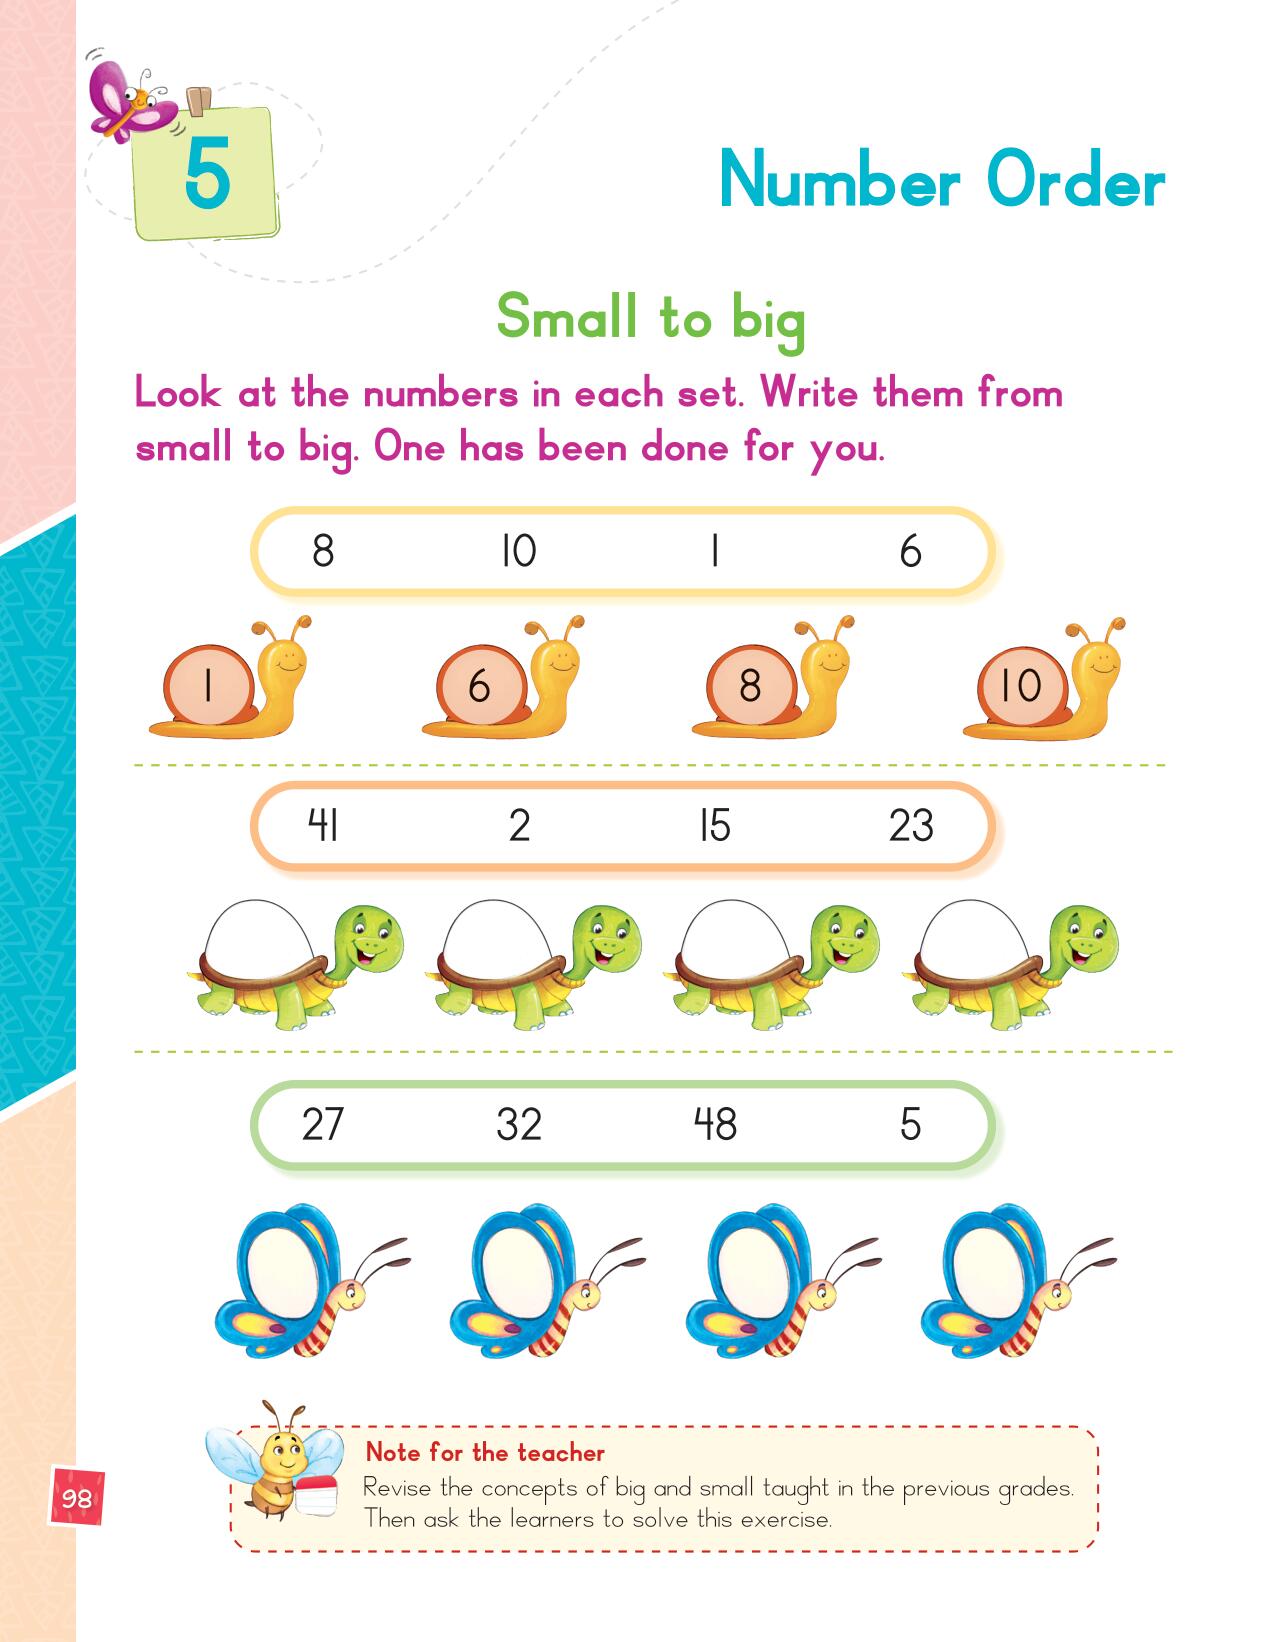 5
Number Order
Small to big
Look at the numbers in each set. Write them from
small to big. One has been done for you.
8 10 1 6
1 6 8 10
41 2 15 23
27 32 48 5
Note for the teacher
Revise the concepts of big and small taught in the previous grades.
Then ask the learners to solve this exercise.
98